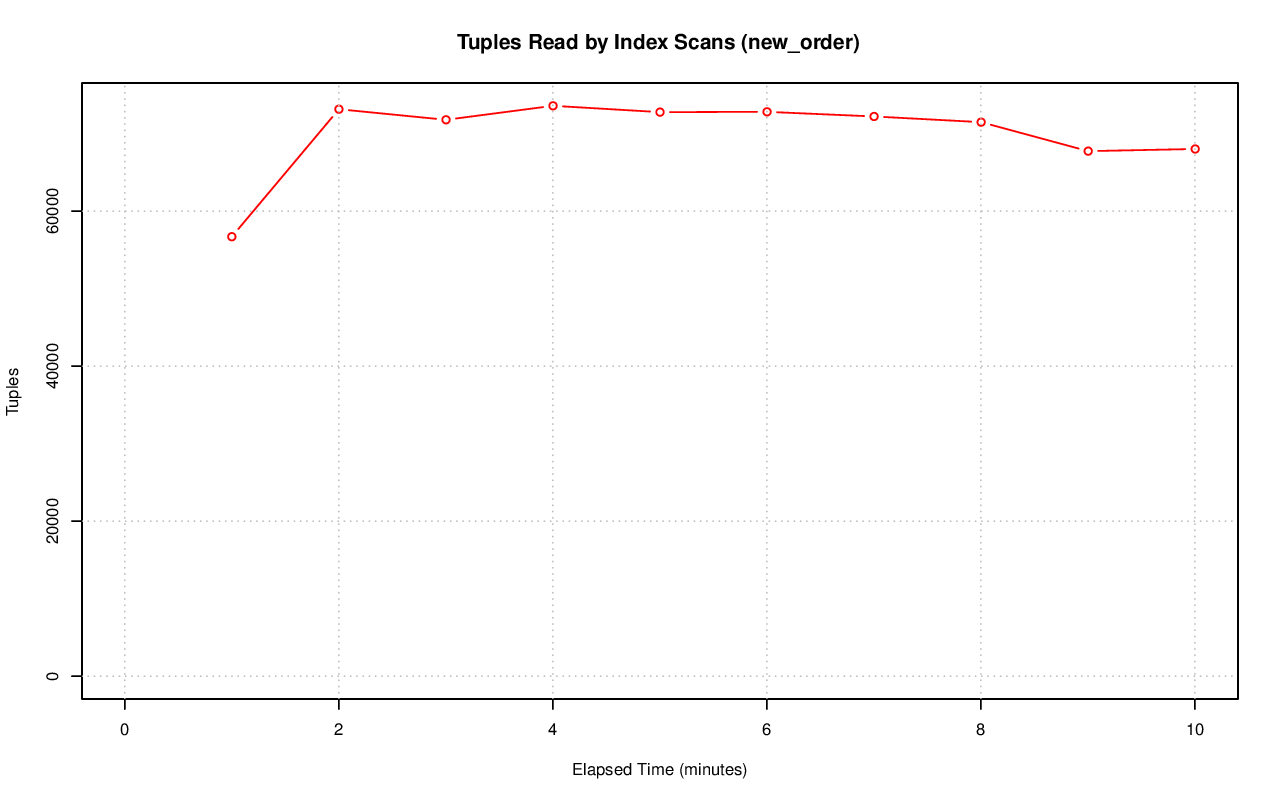 Tuples Read by Index Scans (new_order)
Tuples
60000
40000
20000
0
0 2 4 6 8 10
Elapsed Time (minutes)